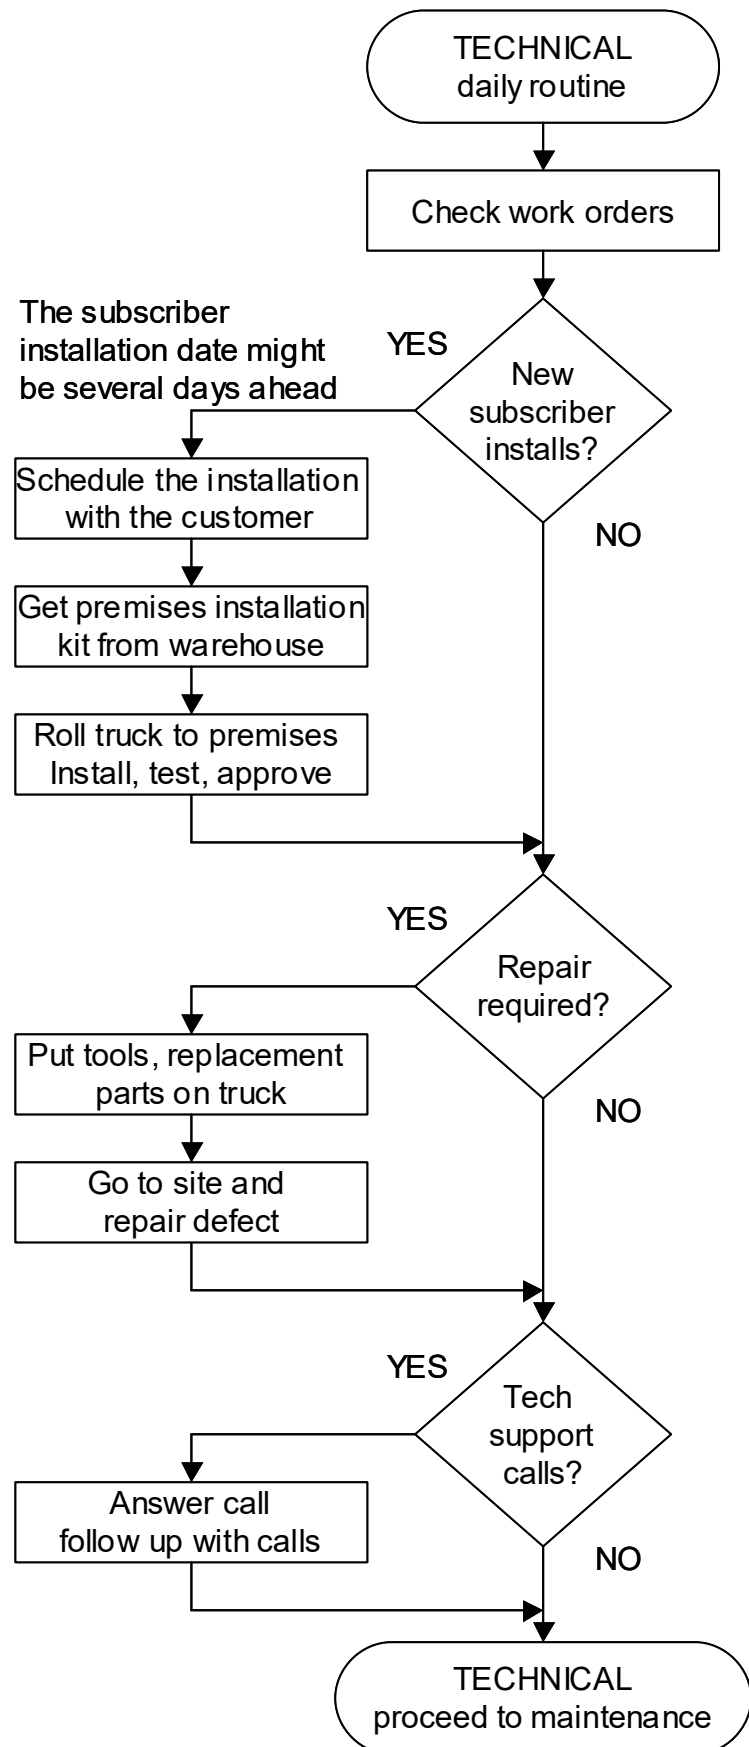 TECHNICAL
daily routine
Check work orders
The subscriber
installation date might
be several days ahead
YES
New
subscriber
installs?
NO
Schedule the installation
with the customer
Get premises installation
kit from warehouse
Roll truck to premises
Install, test, approve
YES
Repair
required?
NO
Put tools, replacement
parts on truck
Go to site and
repair defect
YES
Tech
support
calls?
NO
Answer call
follow up with calls
TECHNICAL
proceed to maintenance